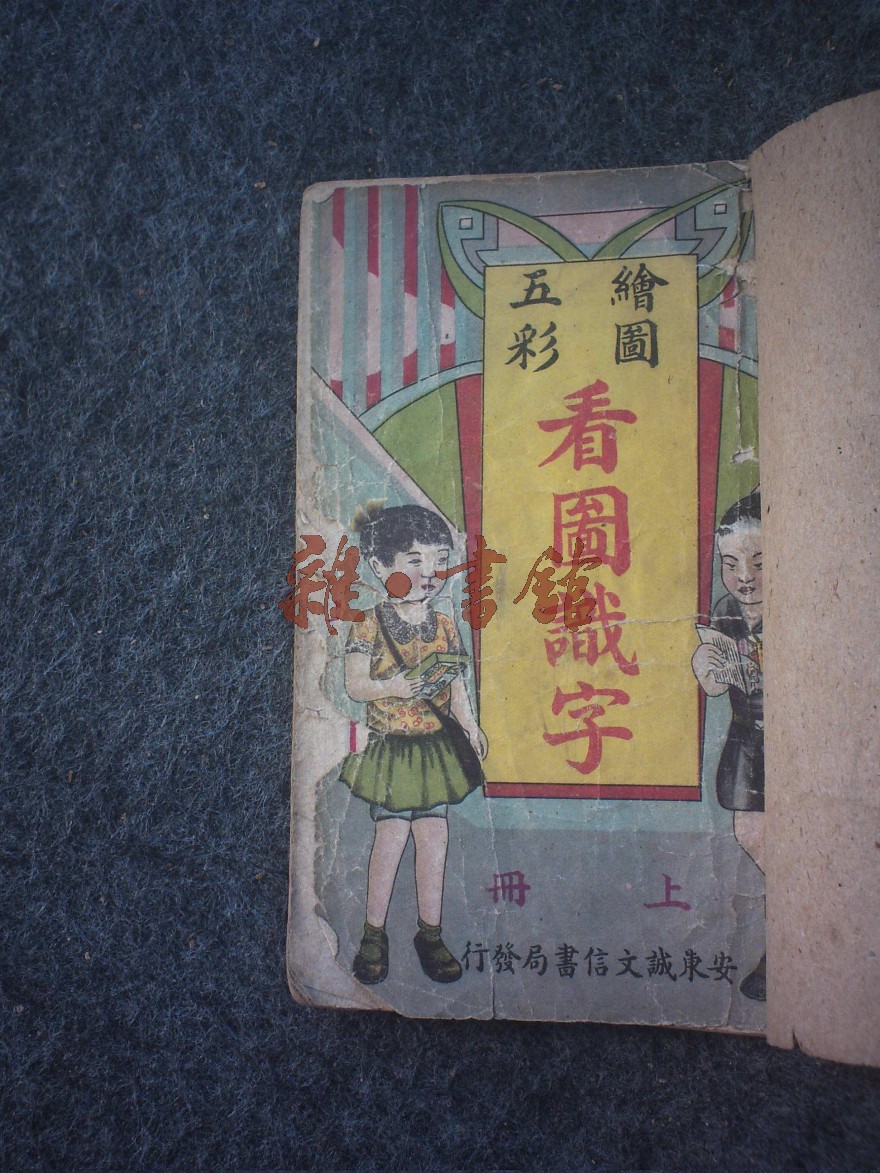 繪圖
五彩
看圖識字
上冊
安東誠文信書局發行
雜·書館